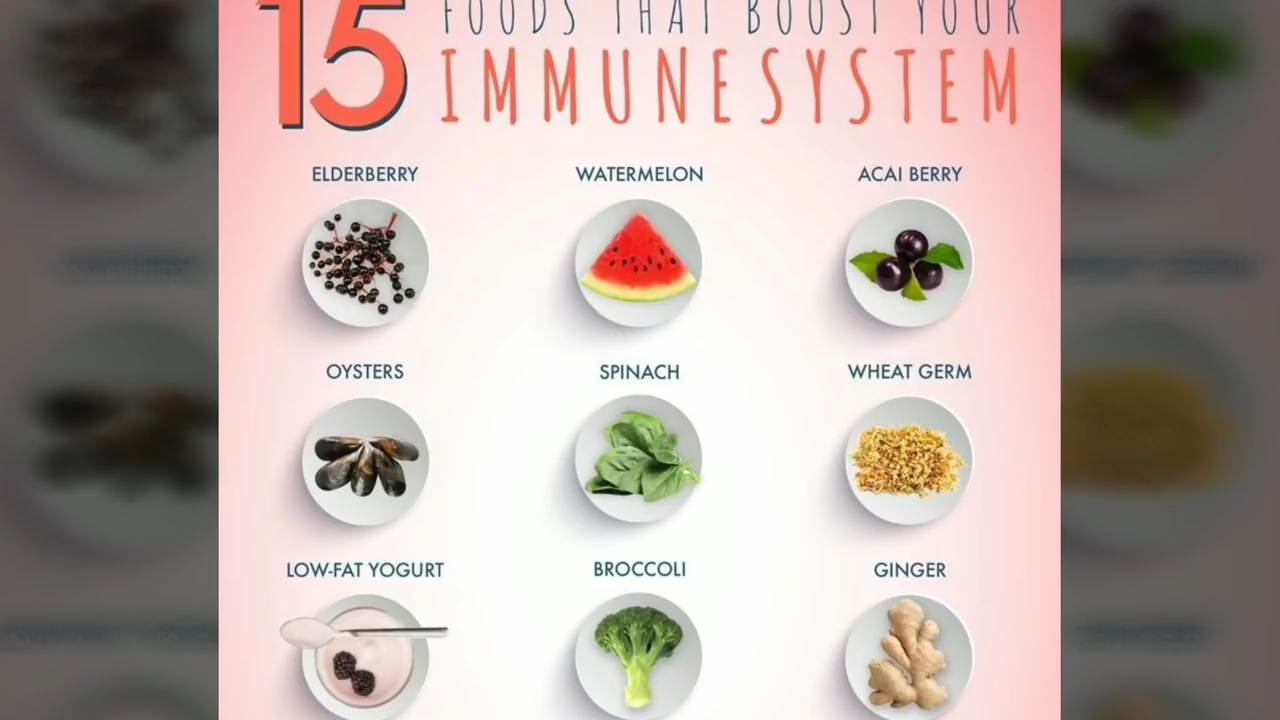 15 FOODS THAT BOOST YOUR
IMMUNE SYSTEM
ELDERBERRY
WATERMELON
ACAI BERRY
OYSTERS
SPINACH
WHEAT GERM
LOW-FAT YOGURT
BROCCOLI
GINGER